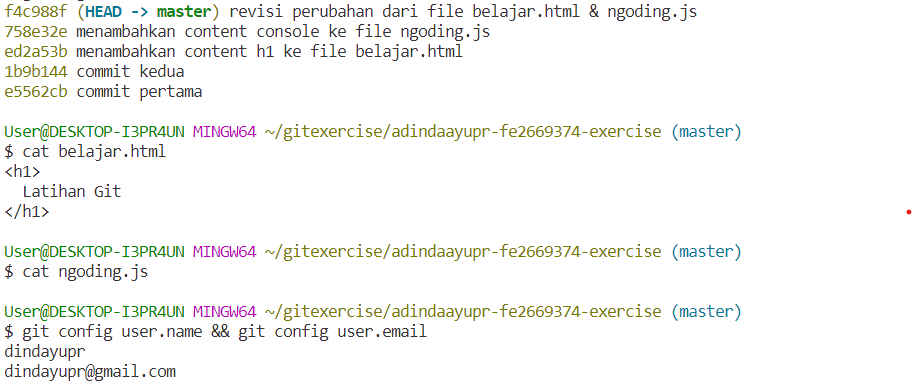 f4c988f (HEAD -> master) revisi perubahan dari file belajar.html & ngoding.js
758e32e menambahkan content console ke file ngoding.js
ed2a53b menambahkan content h1 ke file belajar.html
1b9b144 commit kedua
e5562cb commit pertama
User@DESKTOP-I3PR4UN MINGW64 ~/gitexercise/adindaayupr-fe2669374-exercise (master)
$ cat belajar.html
<h1>
  Latihan Git
</h1>
User@DESKTOP-I3PR4UN MINGW64 ~/gitexercise/adindaayupr-fe2669374-exercise (master)
$ cat ngoding.js
User@DESKTOP-I3PR4UN MINGW64 ~/gitexercise/adindaayupr-fe2669374-exercise (master)
$ git config user.name && git config user.email
dindayupr
dindayupr@gmail.com